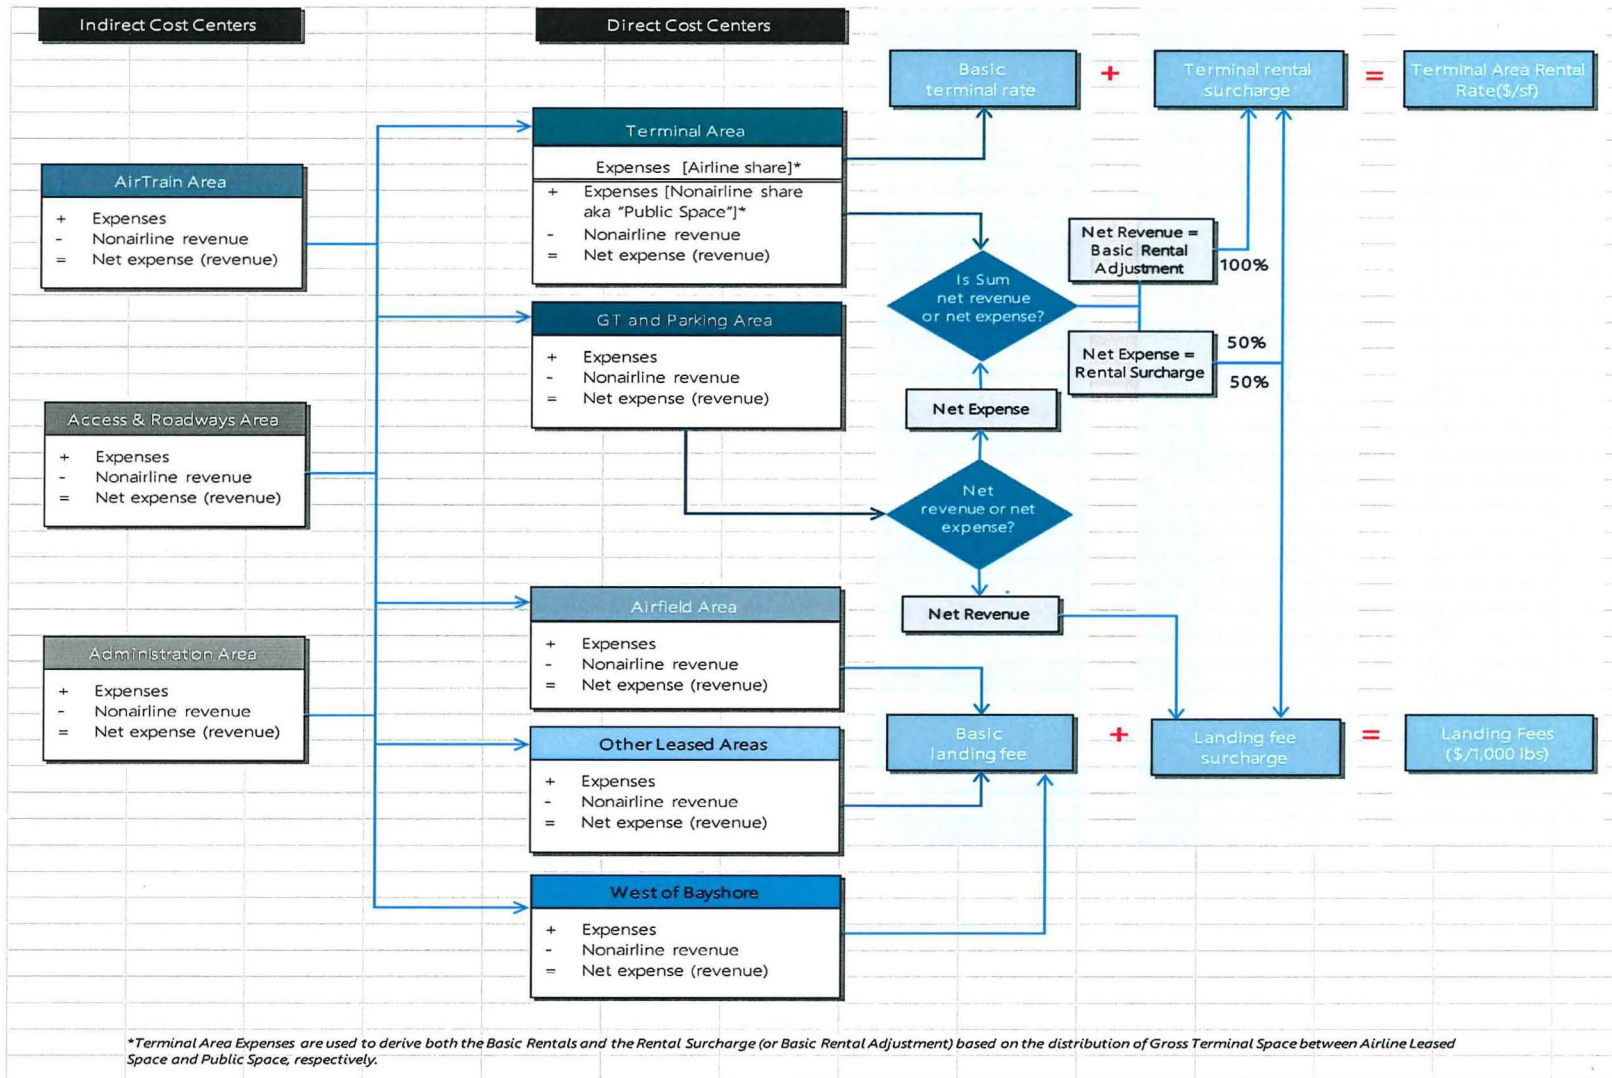 Indirect Cost Centers
Direct Cost Centers
Basic
terminal rate
+
Terminal rental
surcharge
=
Terminal Area Rental
Rate($/sf)
Terminal Area
Expenses [Airline share]*
+ Expenses [Nonairline share
aka "Public Space"]*
- Nonairline revenue
= Net expense (revenue)
AirTrain Area
+ Expenses
- Nonairline revenue
= Net expense (revenue)
Net Revenue =
Basic Rental
Adjustment
100%
Is Sum
net revenue
or net expense?
GT and Parking Area
+ Expenses
- Nonairline revenue
= Net expense (revenue)
Net Expense =
Rental Surcharge
50%
50%
Net Expense
Access & Roadways Area
+ Expenses
- Nonairline revenue
= Net expense (revenue)
Net
revenue or net
expense?
Net Revenue
Airfield Area
+ Expenses
- Nonairline revenue
= Net expense (revenue)
Administration Area
+ Expenses
- Nonairline revenue
= Net expense (revenue)
Other Leased Areas
+ Expenses
- Nonairline revenue
= Net expense (revenue)
Basic
landing fee
+
Landing fee
surcharge
=
Landing Fees
($/1,000 lbs)
West of Bayshore
+ Expenses
- Nonairline revenue
= Net expense (revenue)
*Terminal Area Expenses are used to derive both the Basic Rentals and the Rental Surcharge (or Basic Rental Adjustment) based on the distribution of Gross Terminal Space between Airline Leased
Space and Public Space, respectively.